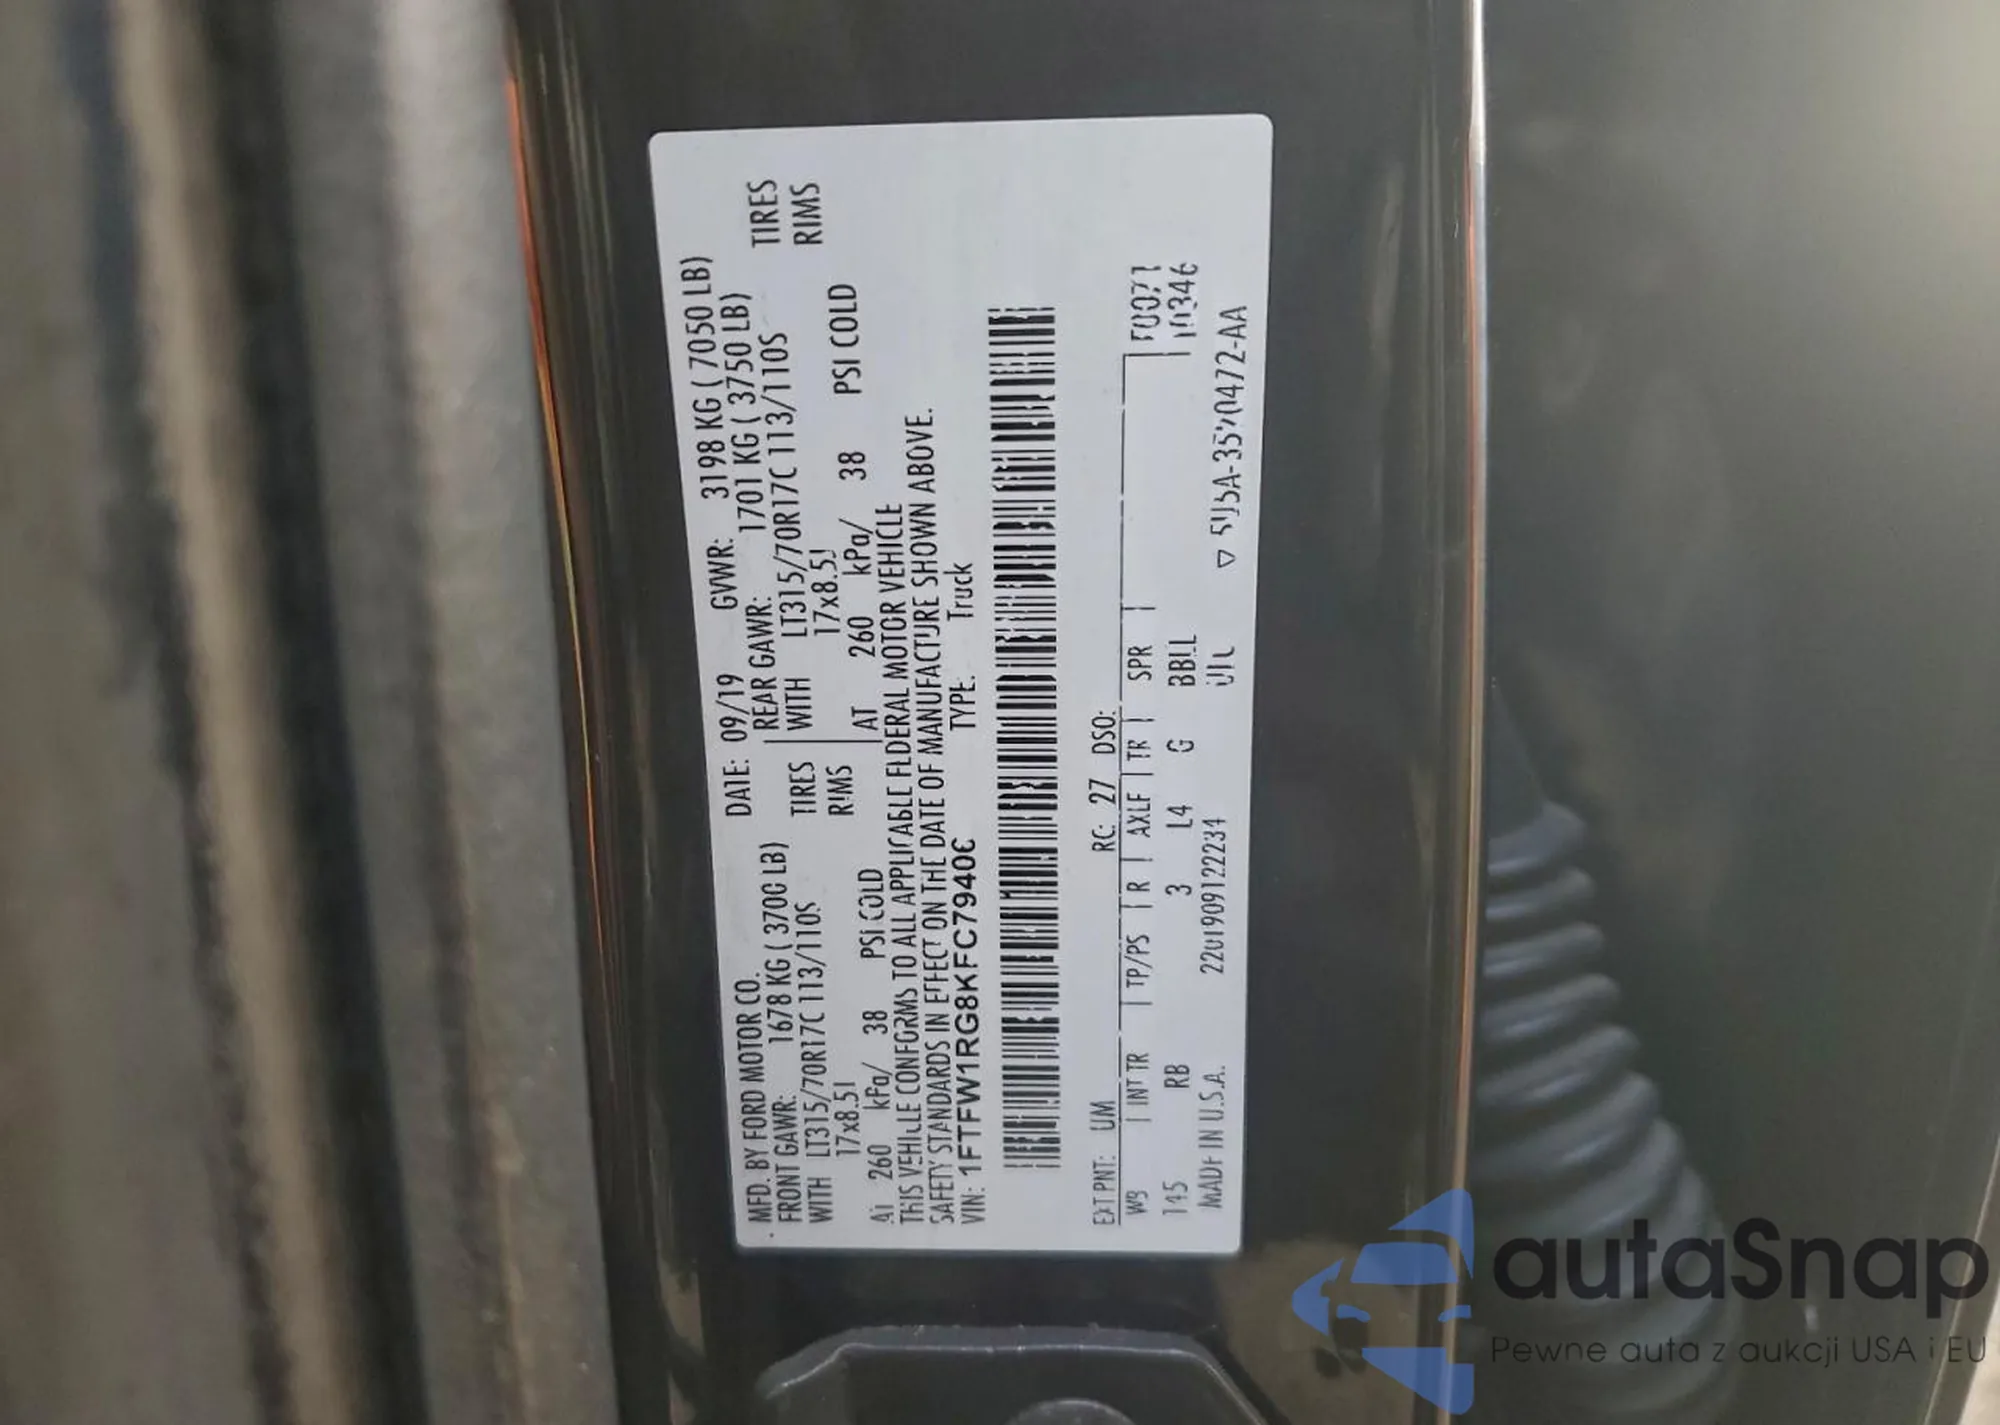 MFD. BY FORD MOTOR CO.
DATE: 09/19 GVWR: 3198 KG ( 7050 LB)
FRONT GAWR: 1678 KG ( 3700 LB) REAR GAWR: 1701 KG ( 3750 LB)
WITH LT315/70R17C 113/110S TIRES WITH LT315/70R17C 113/110S TIRES
17x8.5J RIMS 17x8.5J RIMS
AT 260 kPa/ 38 PSI COLD AT 260 kPa/ 38 PSI COLD
THIS VEHICLE CONFORMS TO ALL APPLICABLE FEDERAL MOTOR VEHICLE
SAFETY STANDARDS IN EFFECT ON THE DATE OF MANUFACTURE SHOWN ABOVE.
VIN: 1FTFW1RG8KFC79406 TYPE: Truck
EXT PNT: UM RC: 27 DSO:
WB INT TR TP/PS R AXLE TR SPR
145 RB 3 L4 G BBLL
MADE IN U.S.A.
autaSnap
Pewne auta z aukcji USA i EU